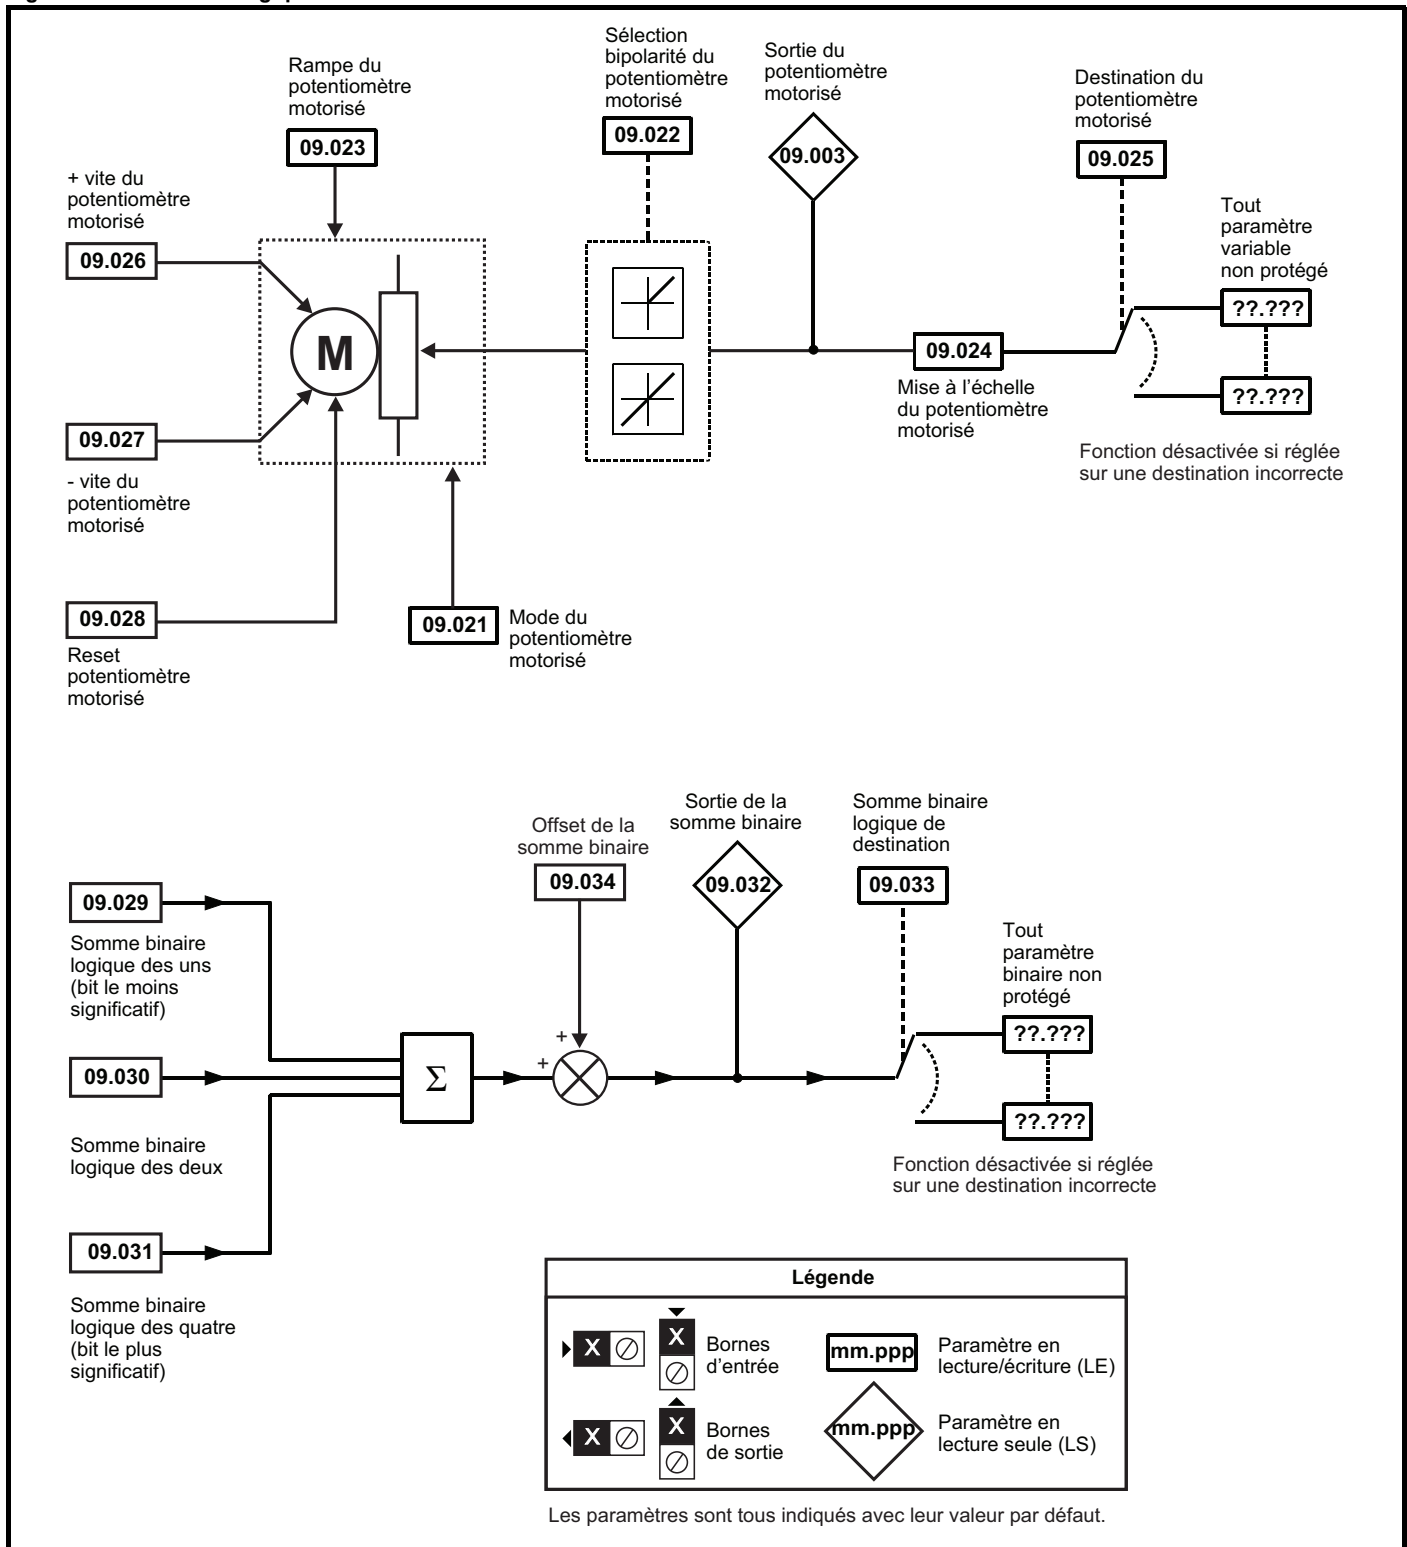 Rampe du
potentiomètre
motorisé
09.023
Sélection
bipolarité du
potentiomètre
motorisé
09.022
Sortie du
potentiomètre
motorisé
09.003
Destination du
potentiomètre
motorisé
09.025
+ vite du
potentiomètre
motorisé
09.026
Tout
paramètre
variable
non protégé
??.???
??.???
M
09.024
Mise à l’échelle
du potentiomètre
motorisé
09.027
- vite du
potentiomètre
motorisé
Fonction désactivée si réglée
sur une destination incorrecte
09.028
Reset
potentiomètre
motorisé
09.021
Mode du
potentiomètre
motorisé
Offset de la
somme binaire
09.034
Sortie de la
somme binaire
09.032
Somme binaire
logique de
destination
09.033
09.029
Somme binaire
logique des uns
(bit le moins
significatif)
Tout
paramètre
binaire non
protégé
??.???
??.???
09.030
Σ
+
+
Somme binaire
logique des deux
Fonction désactivée si réglée
sur une destination incorrecte
09.031
Somme binaire
logique des quatre
(bit le plus
significatif)
Légende
X
X
Bornes
d’entrée
mm.ppp
Paramètre en
lecture/écriture (LE)
X
X
Bornes
de sortie
mm.ppp
Paramètre en
lecture seule (LS)
Les paramètres sont tous indiqués avec leur valeur par défaut.